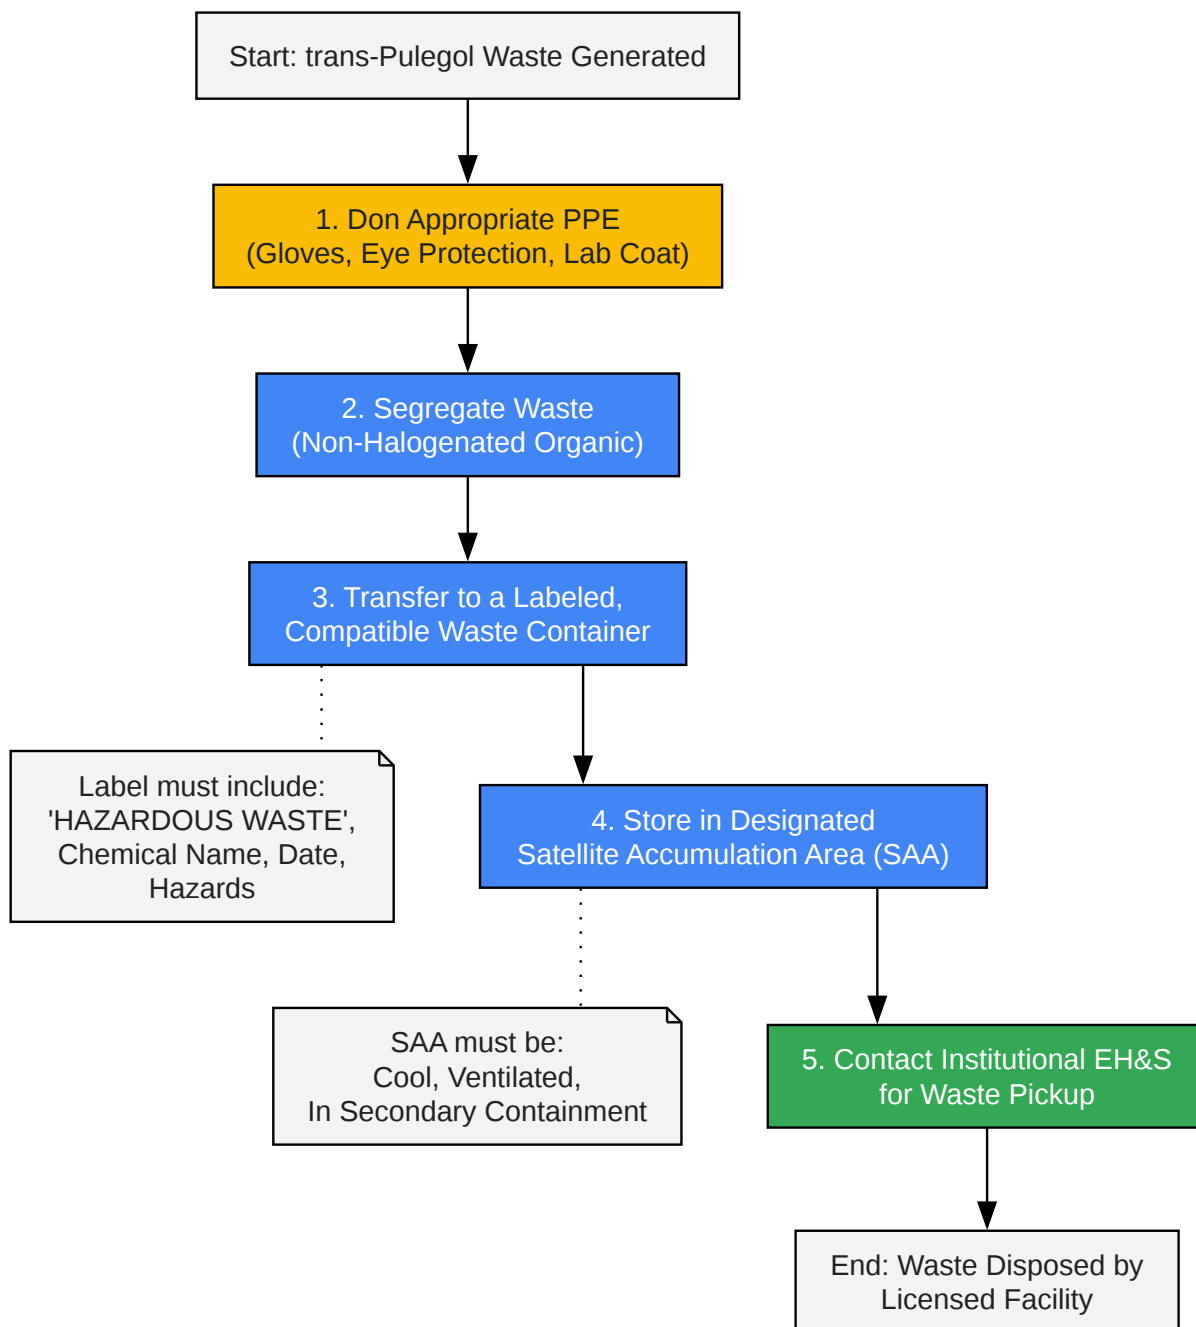 Start: trans-Pulegol Waste Generated
1. Don Appropriate PPE
(Gloves, Eye Protection, Lab Coat)
2. Segregate Waste
(Non-Halogenated Organic)
3. Transfer to a Labeled,
Compatible Waste Container
Label must include:
'HAZARDOUS WASTE',
Chemical Name, Date,
Hazards
4. Store in Designated
Satellite Accumulation Area (SAA)
SAA must be:
Cool, Ventilated,
In Secondary Containment
5. Contact Institutional EH&S
for Waste Pickup
End: Waste Disposed by
Licensed Facility